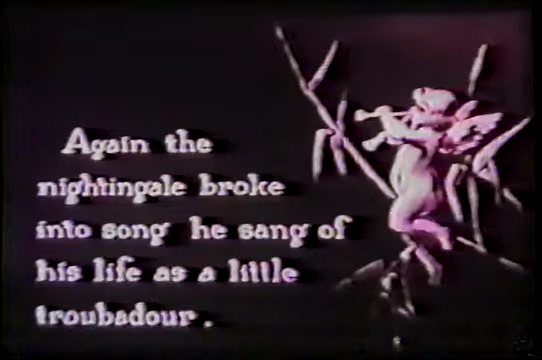 Again the
nightingale broke
into song he sang of
his life as a little
troubadour.